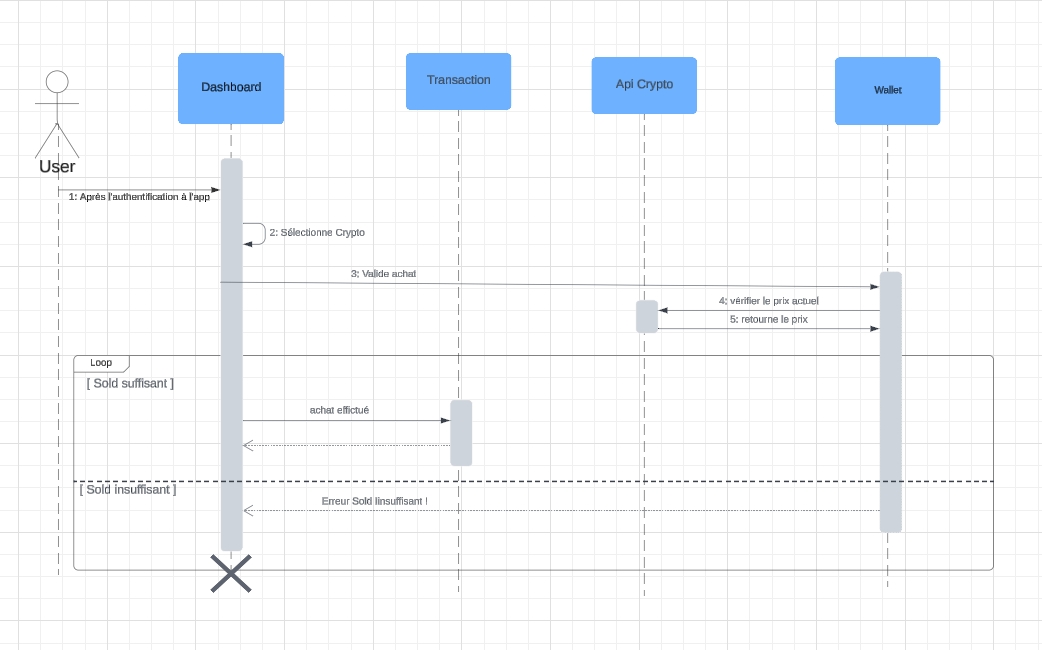 Dashboard
Transaction
Api Crypto
Wallet
User
1: Après l'authentification à l'app
2: Sélectionne Crypto
3: Valide achat
4: vérifier le prix actuel
5: retourne le prix
Loop
[ Sold suffisant ]
achat effictué
[ Sold insuffisant ]
Erreur Sold Iinsuffisant !